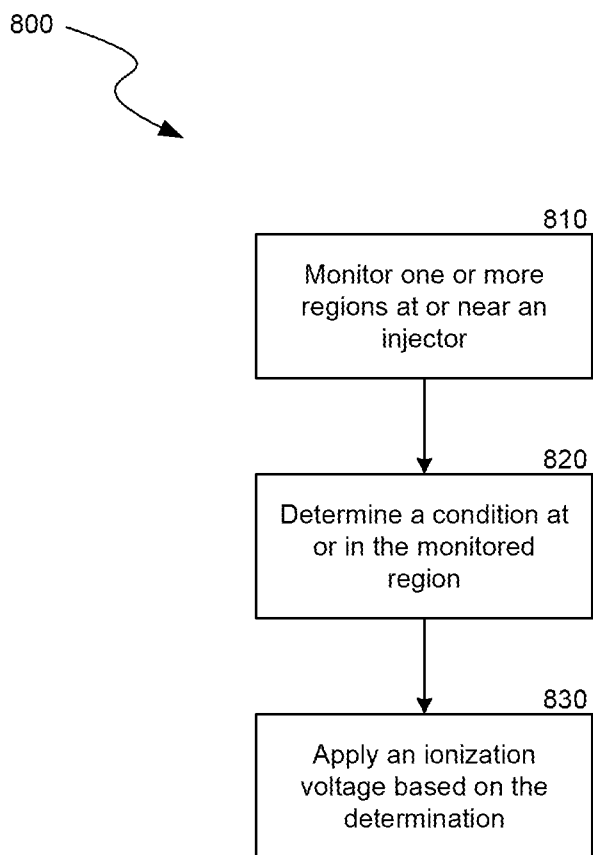 800
810
Monitor one or more
regions at or near an
injector
820
Determine a condition at
or in the monitored
region
830
Apply an ionization
voltage based on the
determination